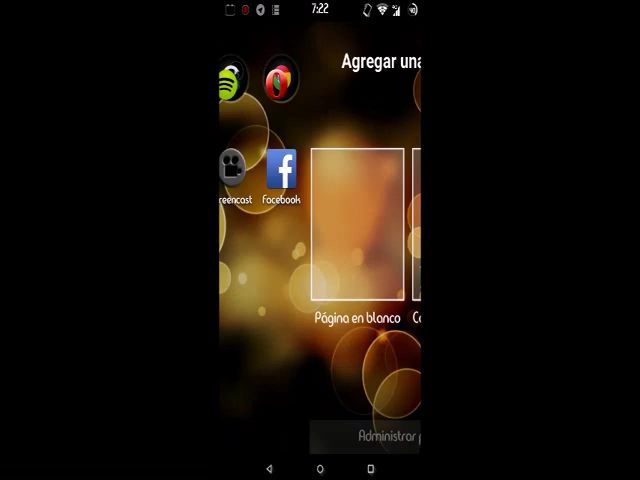 7:22
Agregar una
reencast Facebook
Página en blanco
Administrar